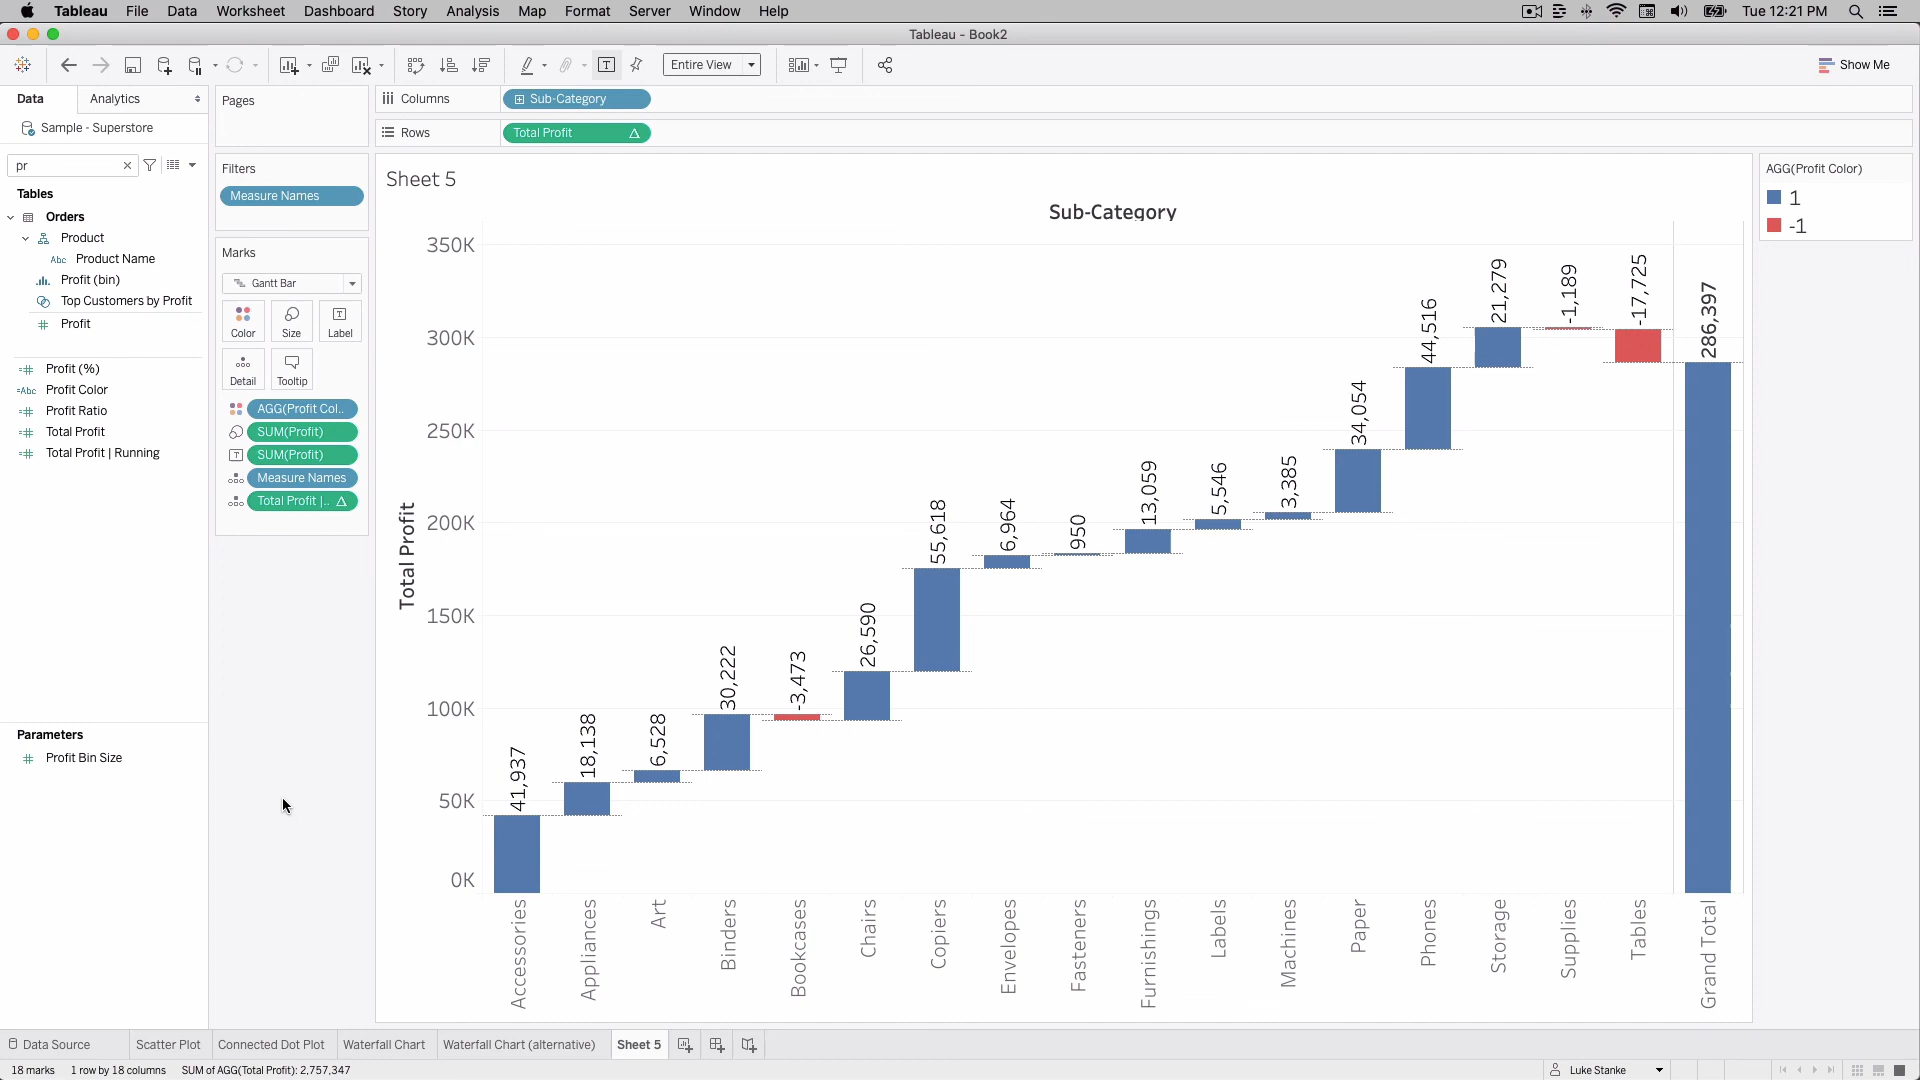 Tableau File Data Worksheet Dashboard Story Analysis Map Format Server Window Help Tue 12:21 PM
Tableau - Book2
Entire View Show Me
Data Analytics
Sample - Superstore
pr
Tables
Orders
Product
Abc Product Name
Profit (bin)
Top Customers by Profit
Profit
Profit (%)
=Abc Profit Color
Profit Ratio
Total Profit
Total Profit | Running
Parameters
Profit Bin Size
Pages
Filters
Measure Names
Marks
Gantt Bar
Color Size Label
Detail Tooltip
AGG(Profit Col..
SUM(Profit)
SUM(Profit)
Measure Names
Total Profit |.. Δ
Columns Sub-Category
Rows Total Profit Δ
Sheet 5
Sub-Category
Total Profit
350K
300K
250K
200K
150K
100K
50K
0K
41,937
18,138
6,528
30,222
-3,473
26,590
55,618
6,964
950
13,059
5,546
3,385
34,054
44,516
21,279
-1,189
-17,725
286,397
Accessories
Appliances
Art
Binders
Bookcases
Chairs
Copiers
Envelopes
Fasteners
Furnishings
Labels
Machines
Paper
Phones
Storage
Supplies
Tables
Grand Total
AGG(Profit Color)
1
-1
Data Source Scatter Plot Connected Dot Plot Waterfall Chart Waterfall Chart (alternative) Sheet 5
18 marks 1 row by 18 columns SUM of AGG(Total Profit): 2,757,347 Luke Stanke